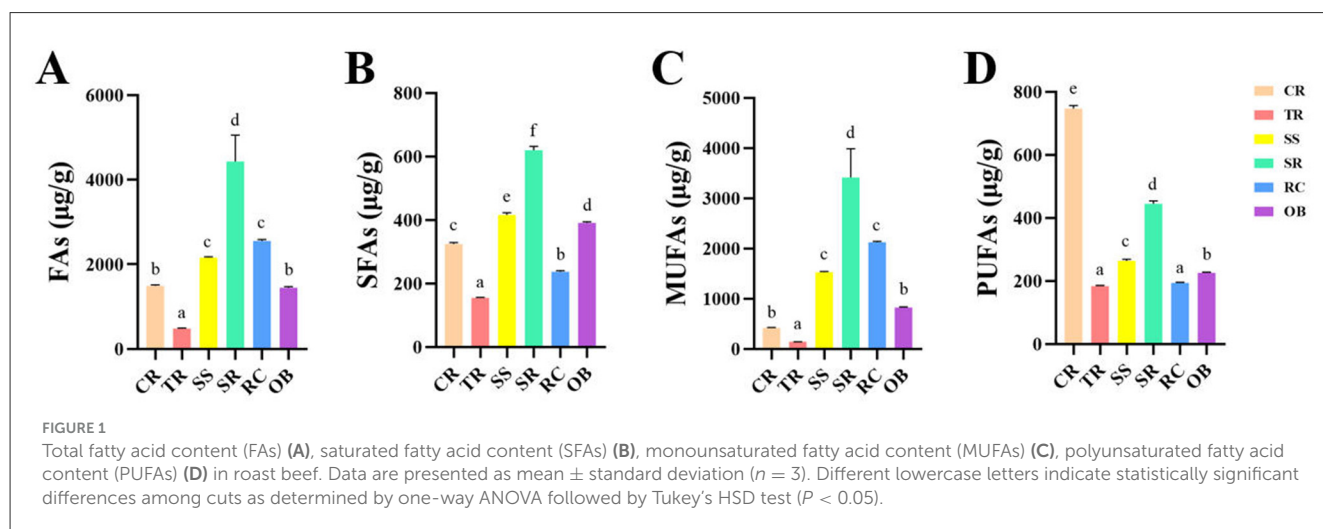 A
FAs (µg/g)
6000
4000
2000
0
b
a
c
d
c
b
CR TR SS SR RC OB
B
SFAs (µg/g)
800
600
400
200
0
c
a
e
f
b
d
CR TR SS SR RC OB
C
MUFAs (µg/g)
5000
4000
3000
2000
1000
0
b
a
c
d
c
b
CR TR SS SR RC OB
D
PUFAs (µg/g)
800
600
400
200
0
e
a
c
d
a
b
CR TR SS SR RC OB
CR
TR
SS
SR
RC
OB
FIGURE 1
Total fatty acid content (FAs) (A), saturated fatty acid content (SFAs) (B), monounsaturated fatty acid content (MUFAs) (C), polyunsaturated fatty acid
content (PUFAs) (D) in roast beef. Data are presented as mean ± standard deviation (n = 3). Different lowercase letters indicate statistically significant
differences among cuts as determined by one-way ANOVA followed by Tukey's HSD test (P < 0.05).